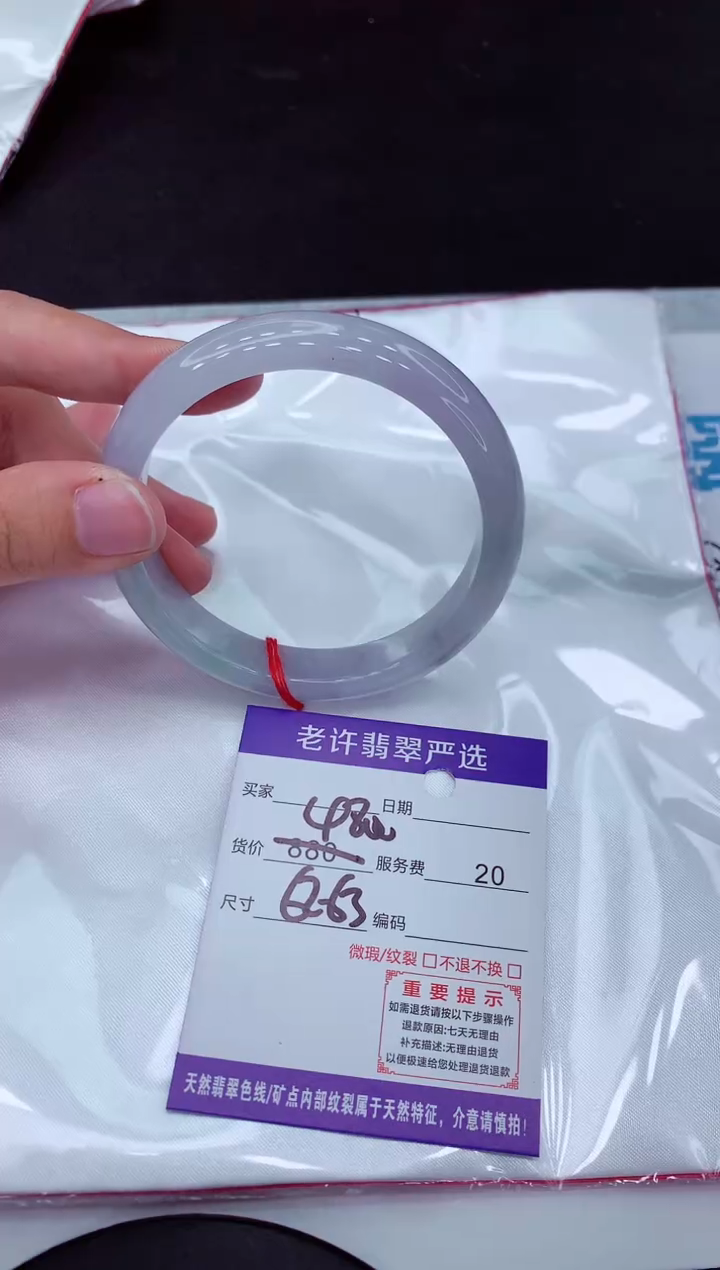 老许翡翠严选
买家 日期
480
货价 880 服务费 20
尺寸 62-63 编码
微瑕/纹裂 □不退不换 □
重要提示
如需退货请按以下步骤操作
退款原因:七天无理由
补充描述:无理由退货
以便极速给您处理退货退款
天然翡翠色线/矿点内部纹裂属于天然特征，介意请慎拍!